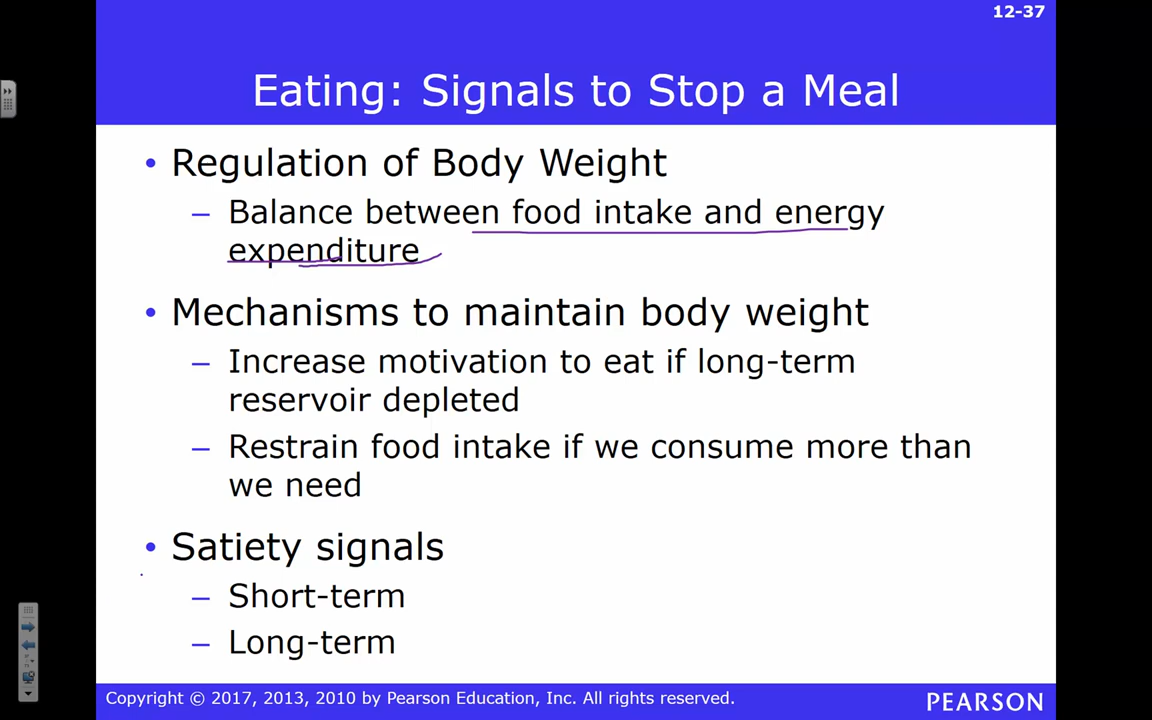 12-37
Eating: Signals to Stop a Meal
• Regulation of Body Weight
– Balance between food intake and energy
expenditure
• Mechanisms to maintain body weight
– Increase motivation to eat if long-term
reservoir depleted
– Restrain food intake if we consume more than
we need
• Satiety signals
– Short-term
– Long-term
Copyright © 2017, 2013, 2010 by Pearson Education, Inc. All rights reserved.
PEARSON